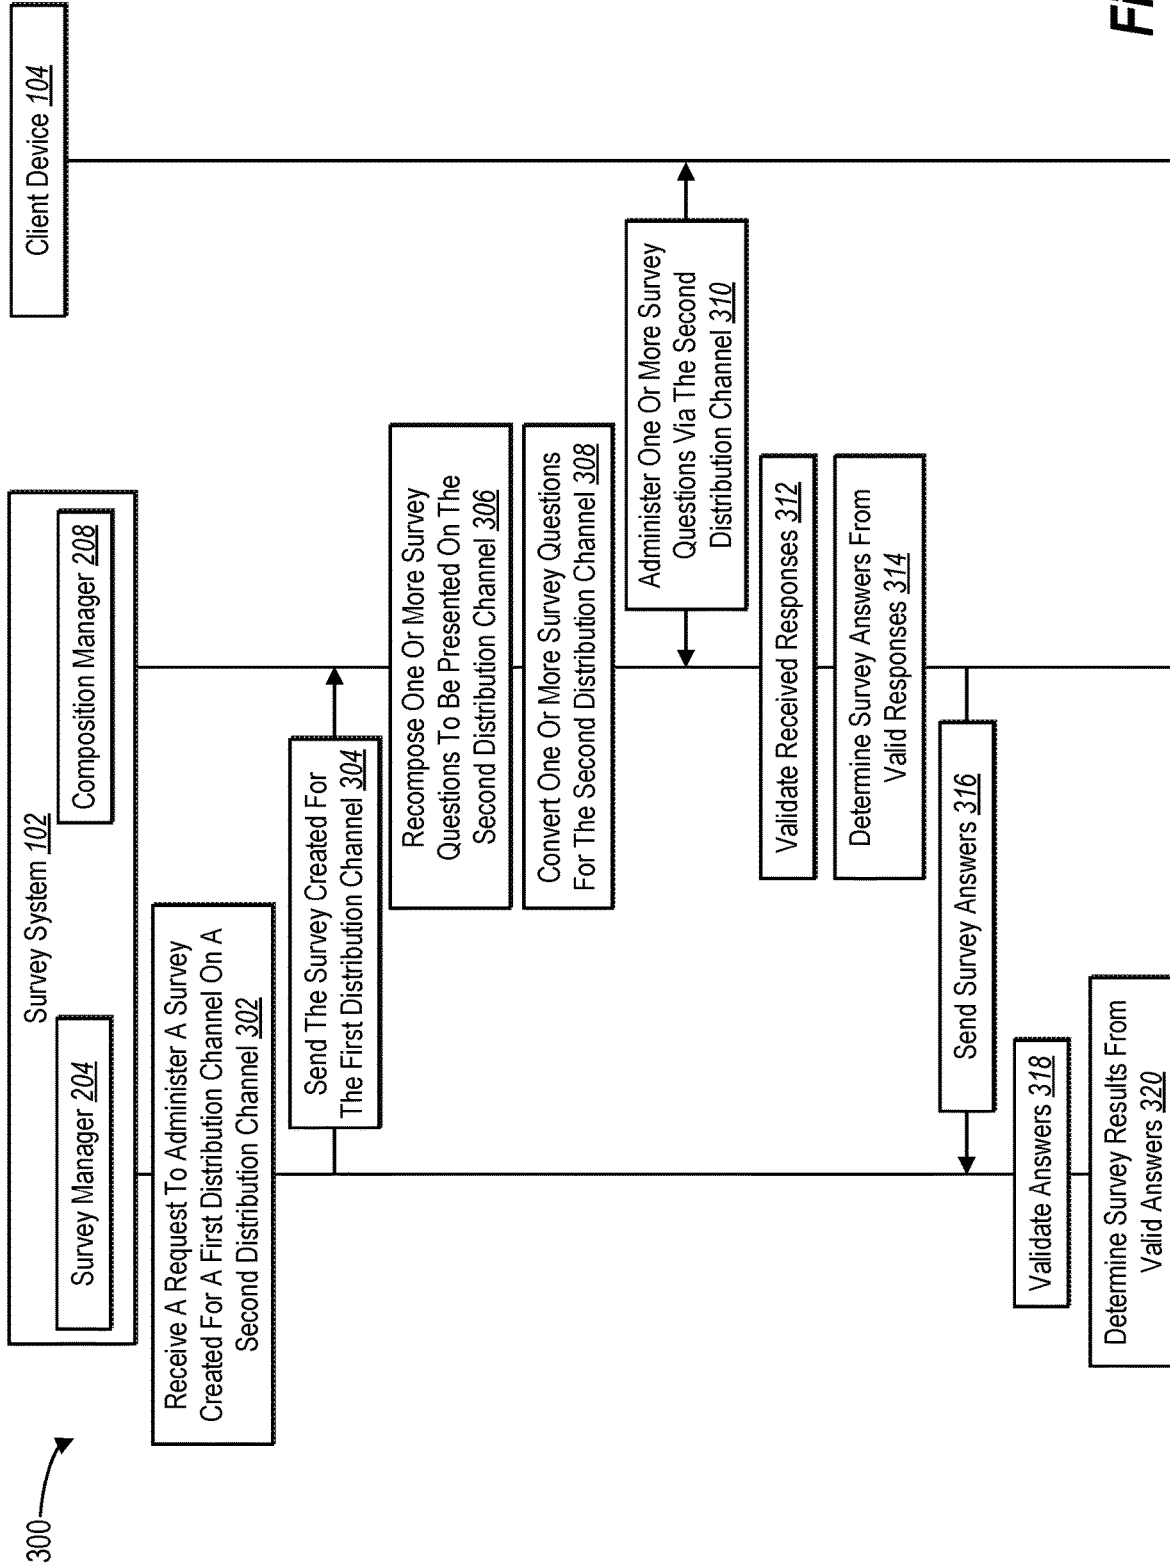 300
Survey System 102
Survey Manager 204
Composition Manager 208
Client Device 104
Receive A Request To Administer A Survey
Created For A First Distribution Channel On A
Second Distribution Channel 302
Send The Survey Created For
The First Distribution Channel 304
Recompose One Or More Survey
Questions To Be Presented On The
Second Distribution Channel 306
Convert One Or More Survey Questions
For The Second Distribution Channel 308
Administer One Or More Survey
Questions Via The Second
Distribution Channel 310
Validate Received Responses 312
Determine Survey Answers From
Valid Responses 314
Send Survey Answers 316
Validate Answers 318
Determine Survey Results From
Valid Answers 320